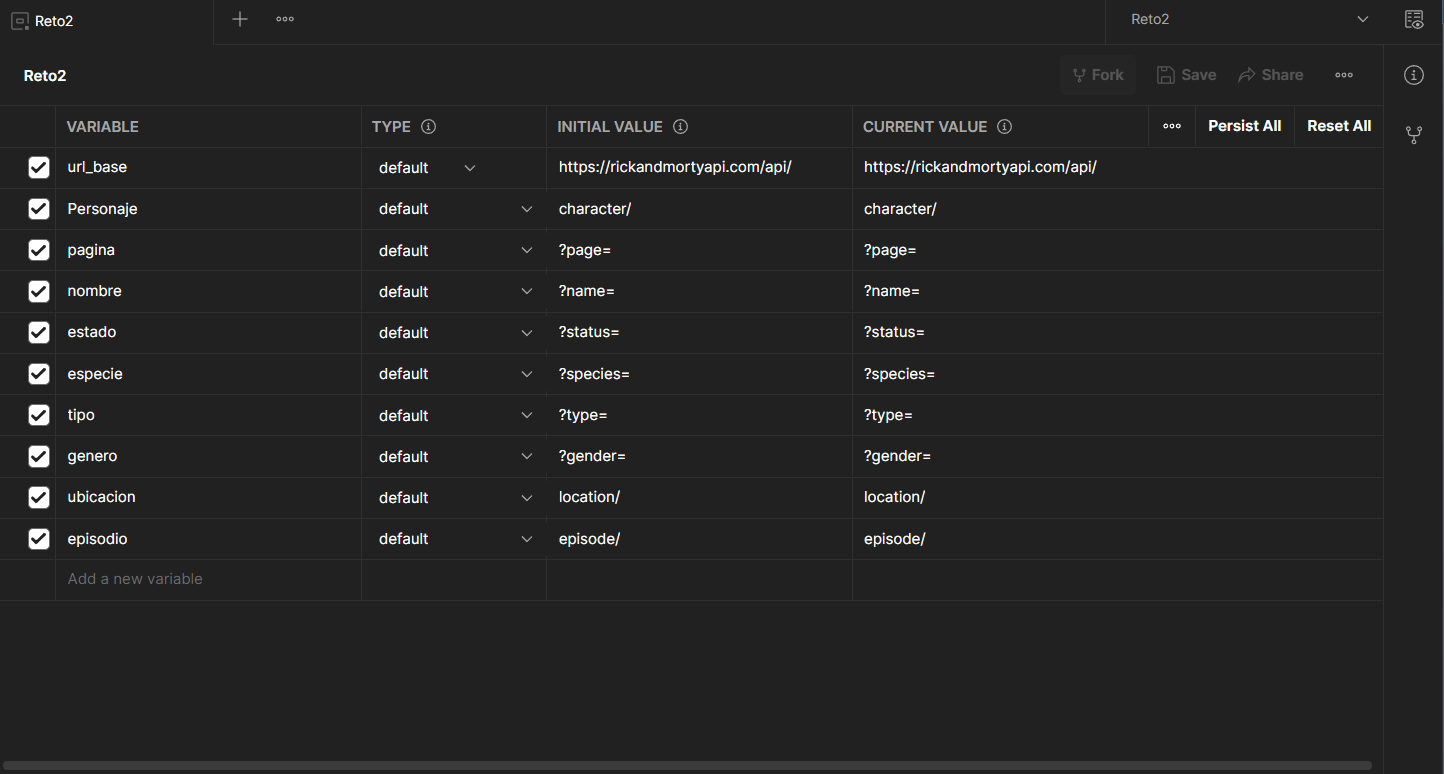 Reto2
Reto2
Reto2
Fork Save Share
VARIABLE TYPE INITIAL VALUE CURRENT VALUE Persist All Reset All
url_base default https://rickandmortyapi.com/api/ https://rickandmortyapi.com/api/
Personaje default character/ character/
pagina default ?page= ?page=
nombre default ?name= ?name=
estado default ?status= ?status=
especie default ?species= ?species=
tipo default ?type= ?type=
genero default ?gender= ?gender=
ubicacion default location/ location/
episodio default episode/ episode/
Add a new variable